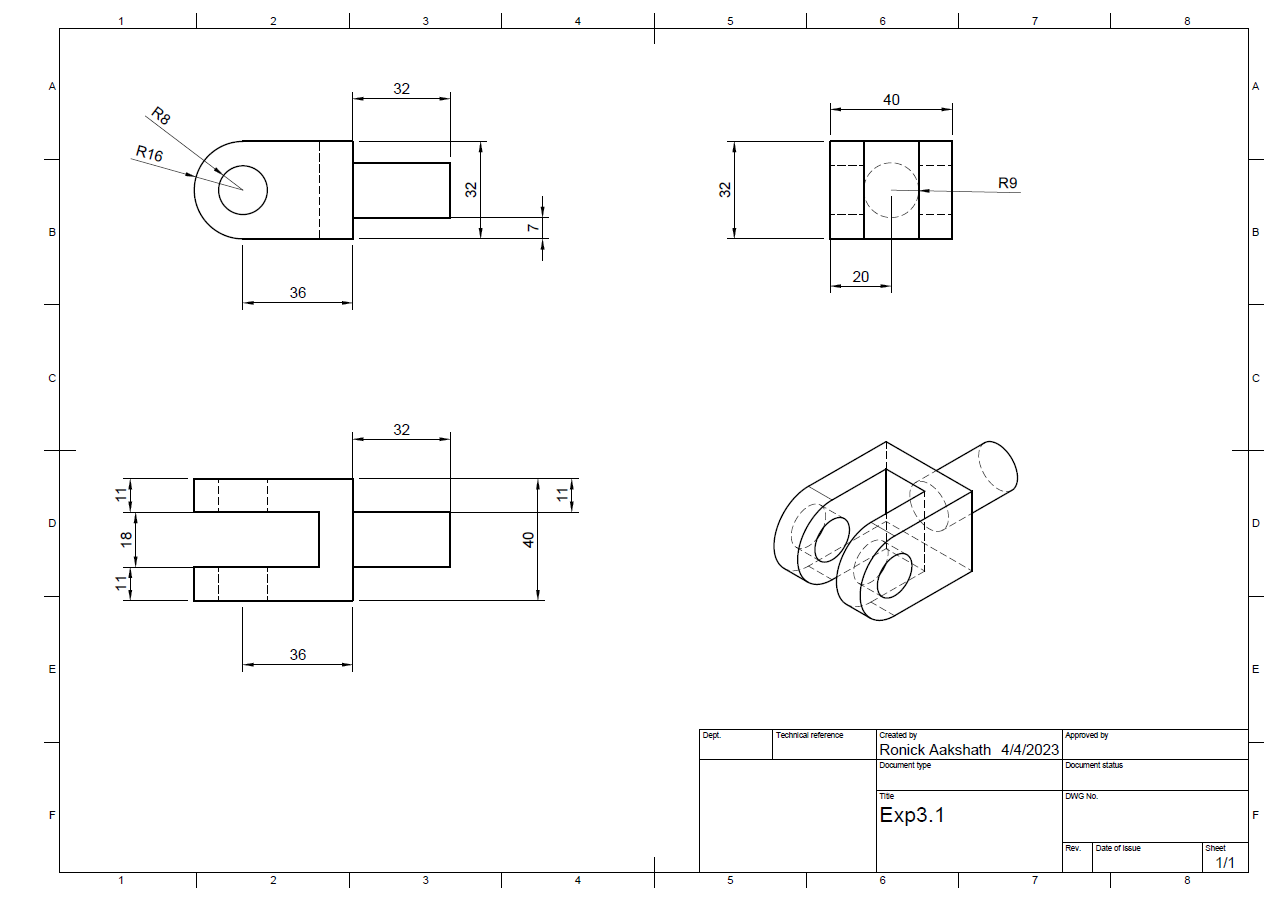 1 2 3 4 5 6 7 8
A A
B B
C C
D D
E E
F F
32
R8
R16
32
7
36
40
32
R9
20
32
11
18
11
11
40
36
Dept. Technical reference Created by Approved by
Ronick Aakshath 4/4/2023
Document type Document status
Title DWG No.
Exp3.1
Rev. Date of issue Sheet
1/1
1 2 3 4 5 6 7 8